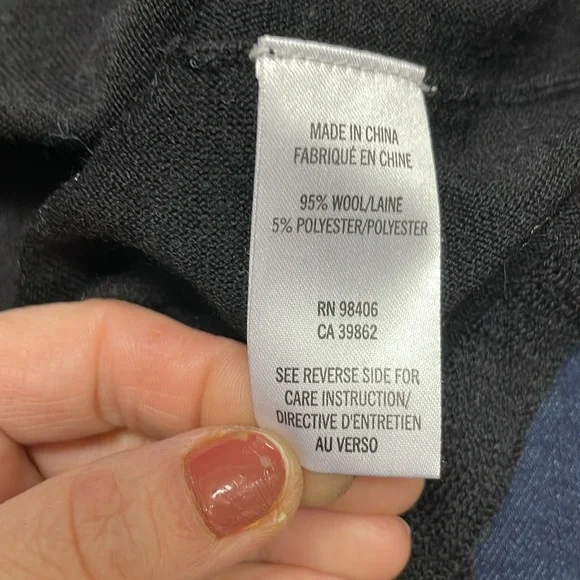 MADE IN CHINA
FABRIQUÉ EN CHINE
95% WOOL/LAINE
5% POLYESTER/POLYESTER
RN 98406
CA 39862
SEE REVERSE SIDE FOR
CARE INSTRUCTION/
DIRECTIVE D'ENTRETIEN
AU VERSO